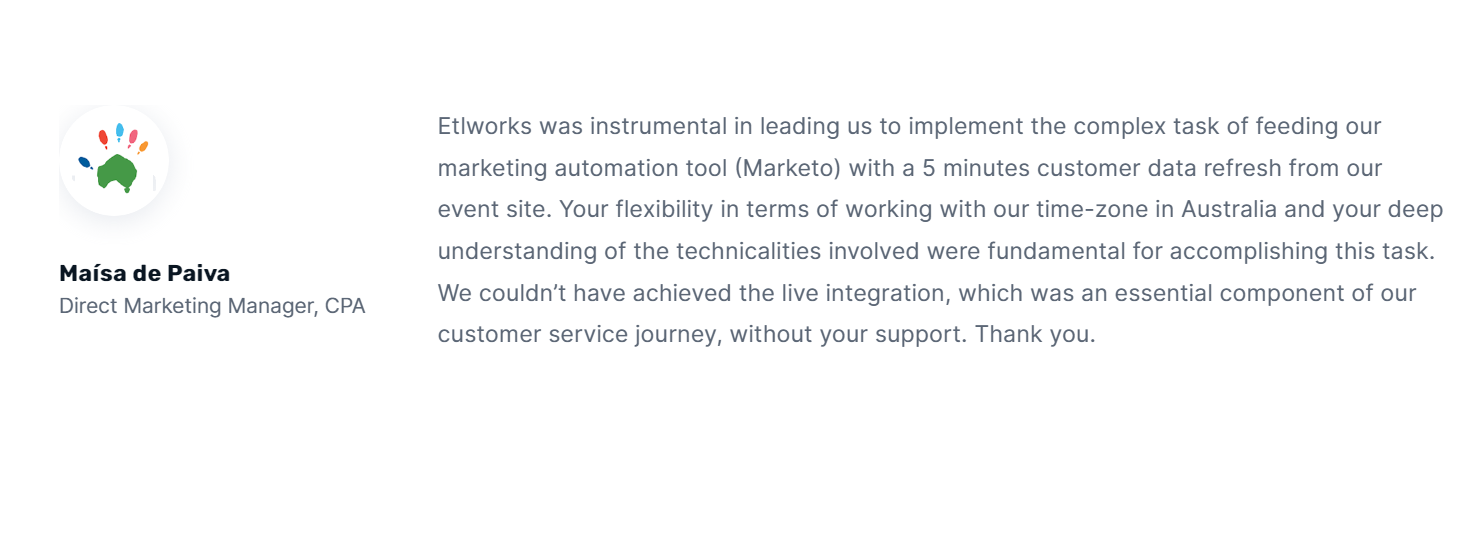 Maísa de Paiva
Direct Marketing Manager, CPA
Etlworks was instrumental in leading us to implement the complex task of feeding our
marketing automation tool (Marketo) with a 5 minutes customer data refresh from our
event site. Your flexibility in terms of working with our time-zone in Australia and your deep
understanding of the technicalities involved were fundamental for accomplishing this task.
We couldn’t have achieved the live integration, which was an essential component of our
customer service journey, without your support. Thank you.